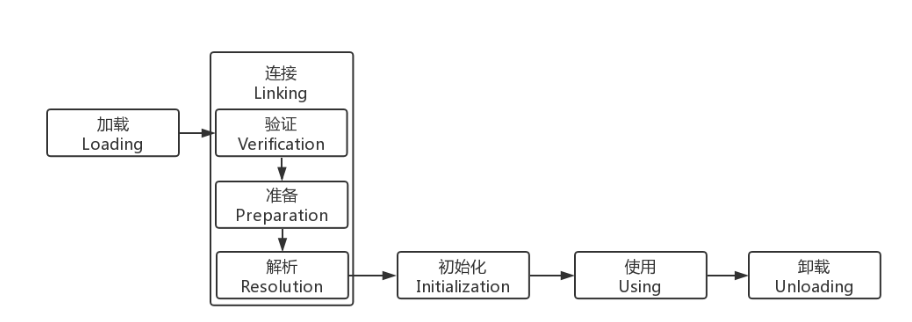 加载
Loading
连接
Linking
验证
Verification
准备
Preparation
解析
Resolution
初始化
Initialization
使用
Using
卸载
Unloading